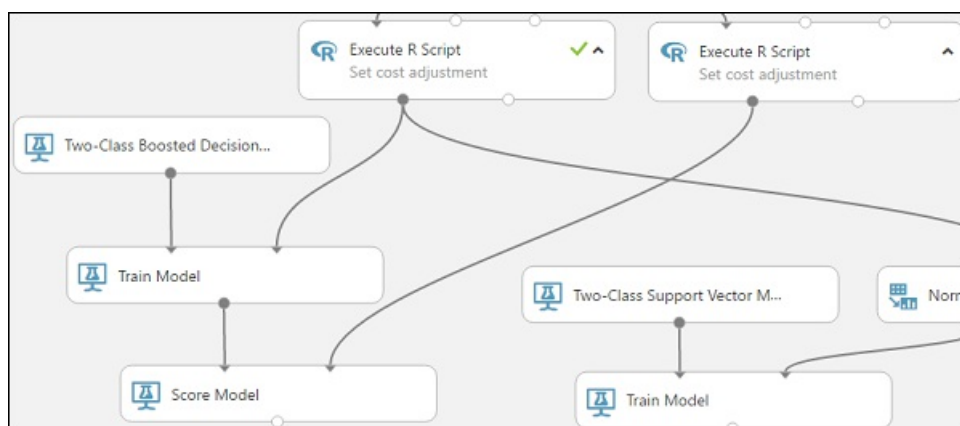 Execute R Script
Set cost adjustment
Execute R Script
Set cost adjustment
Two-Class Boosted Decision...
Train Model
Two-Class Support Vector M...
Norm
Score Model
Train Model